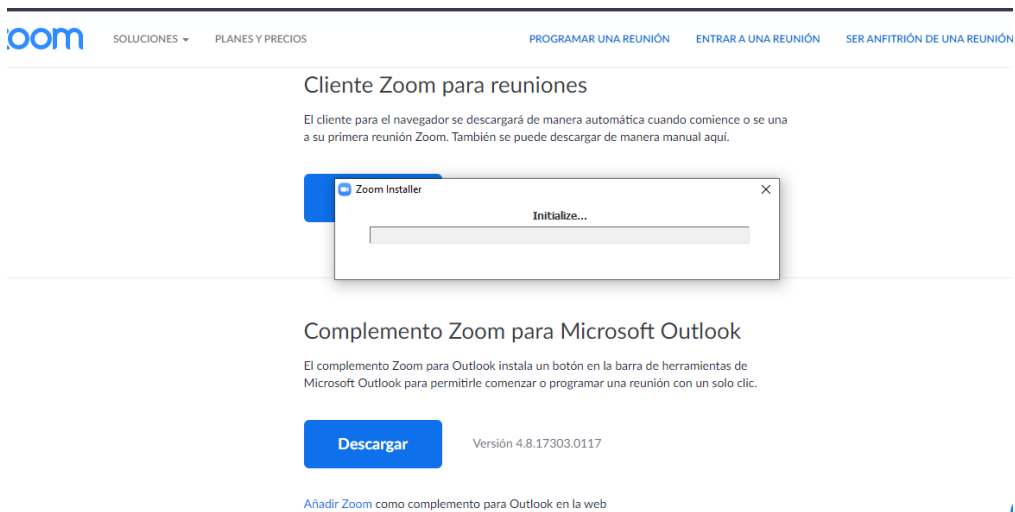 zoom
SOLUCIONES
PLANES Y PRECIOS
PROGRAMAR UNA REUNIÓN
ENTRAR A UNA REUNIÓN
SER ANFITRIÓN DE UNA REUNIÓN
Cliente Zoom para reuniones
El cliente para el navegador se descargará de manera automática cuando comience o se una
a su primera reunión Zoom. También se puede descargar de manera manual aquí.
Zoom Installer
Initialize...
Complemento Zoom para Microsoft Outlook
El complemento Zoom para Outlook instala un botón en la barra de herramientas de
Microsoft Outlook para permitirle comenzar o programar una reunión con un solo clic.
Descargar
Versión 4.8.17303.0117
Añadir Zoom como complemento para Outlook en la web